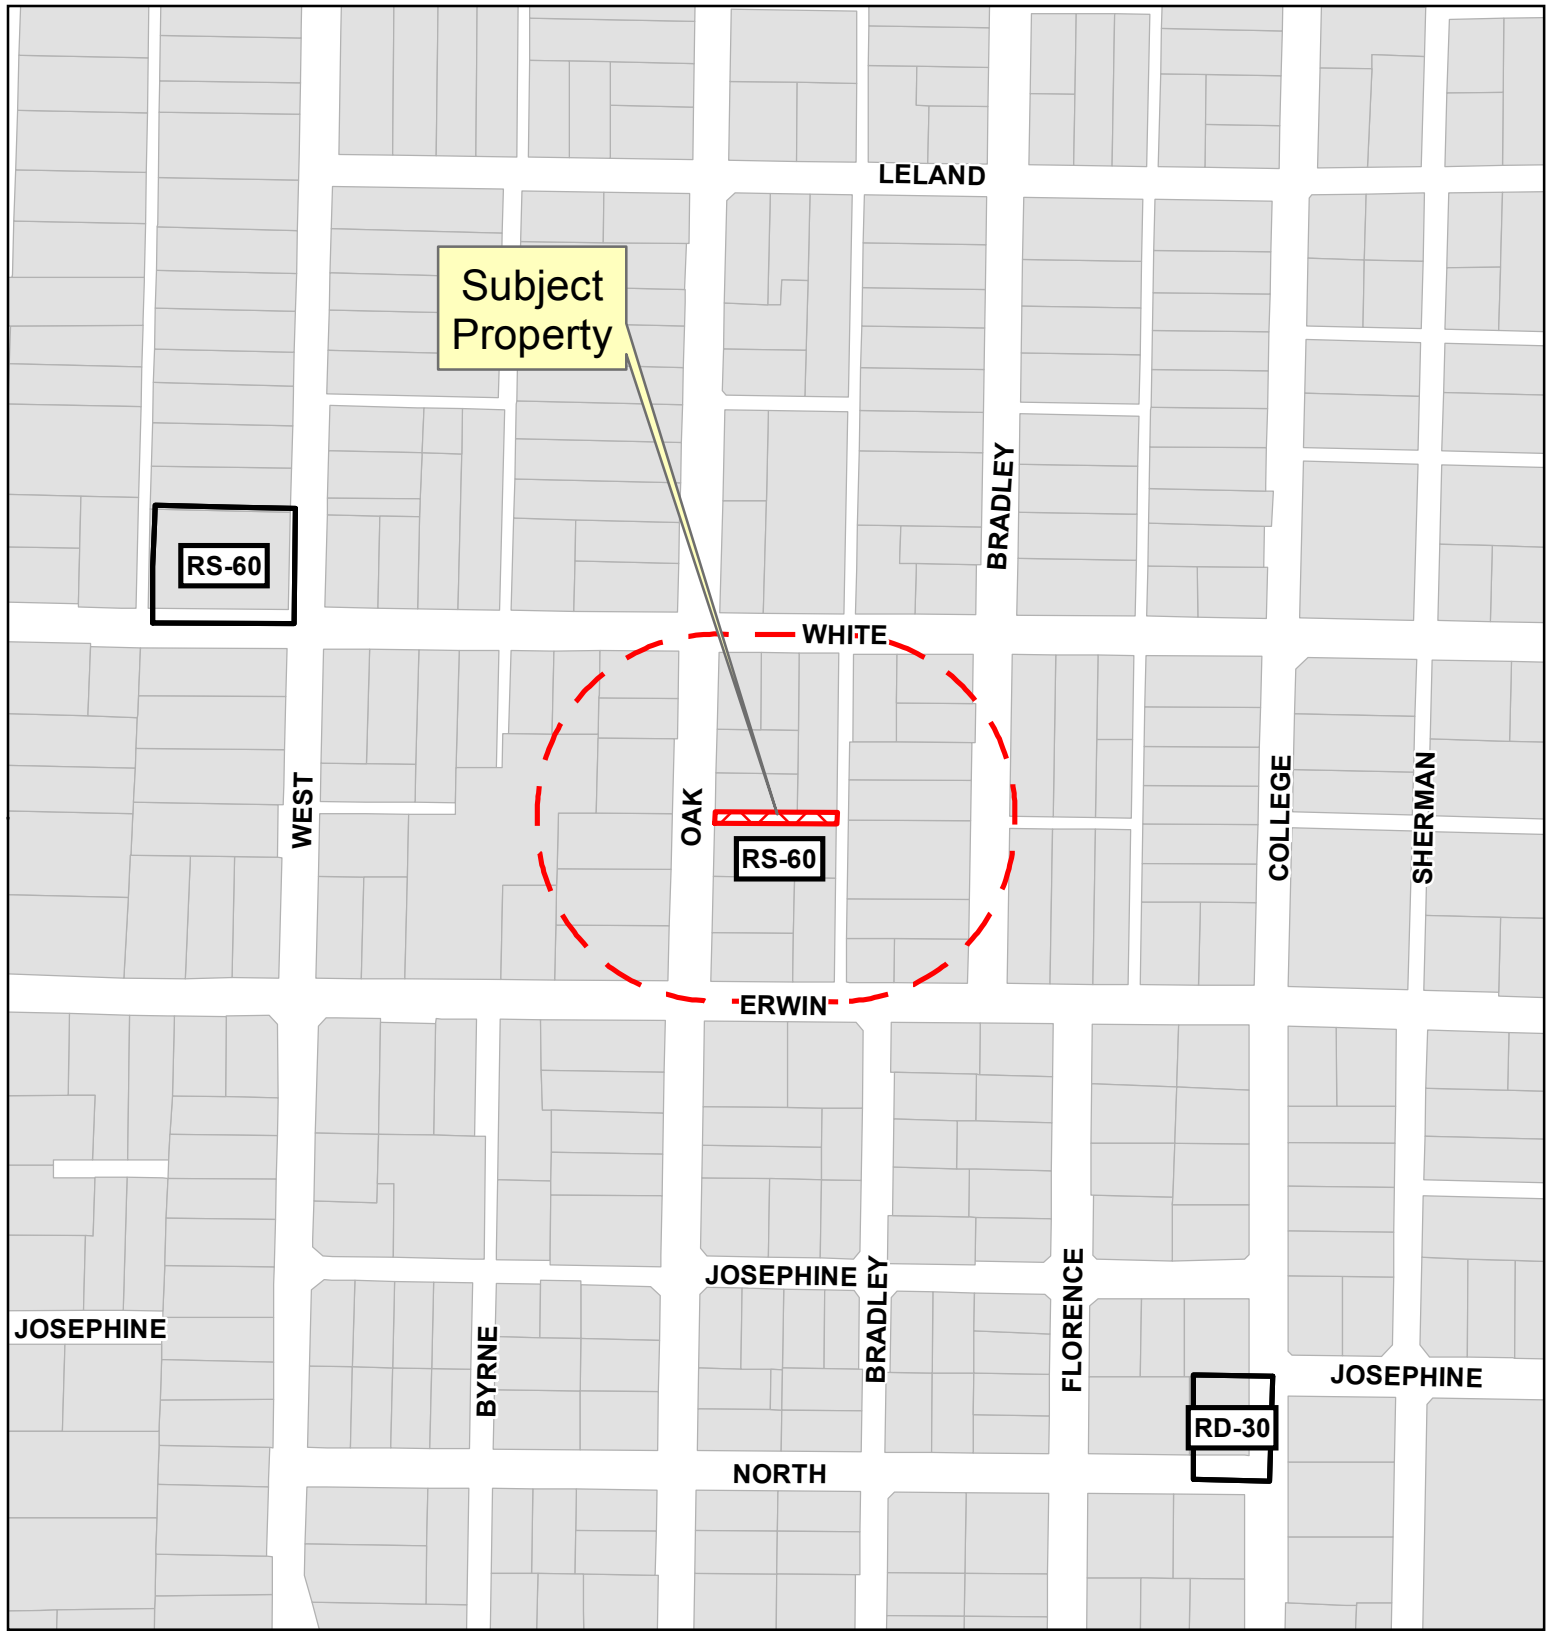 LELAND
Subject
Property
BRADLEY
RS-60
WHITE
WEST
OAK
COLLEGE
SHERMAN
RS-60
ERWIN
JOSEPHINE
BRADLEY
FLORENCE
JOSEPHINE
BYRNE
JOSEPHINE
RD-30
NORTH